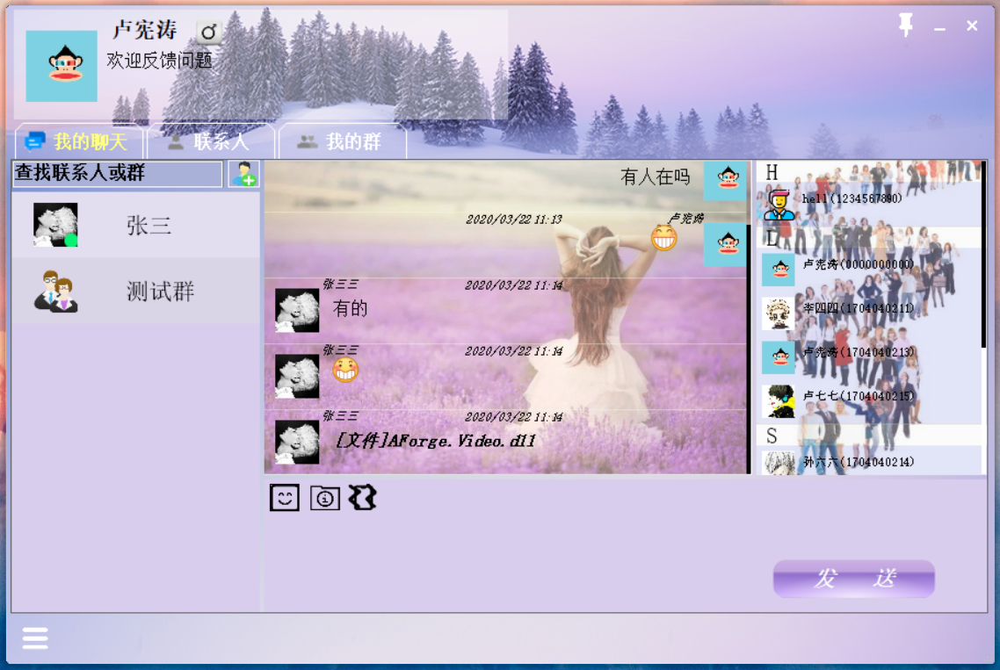 卢宪涛
欢迎反馈问题
我的聊天
联系人
我的群
查找联系人或群
张三
测试群
有人在吗
2020/03/22 11:13
卢宪涛
张三三
2020/03/22 11:14
有的
张三三
2020/03/22 11:14
张三三
2020/03/22 11:14
[文件]AForge.Video.dll
H
hell(1234567890)
L
卢宪涛(0000000000)
李四四(1704040211)
卢宪涛(1704040213)
卢七七(1704040215)
S
孙六六(1704040214)
发 送